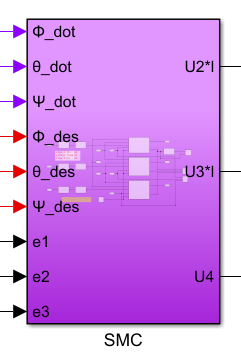 Φ_dot
θ_dot
Ψ_dot
Φ_des
θ_des
Ψ_des
e1
e2
e3
U2*l
U3*l
U4
SMC